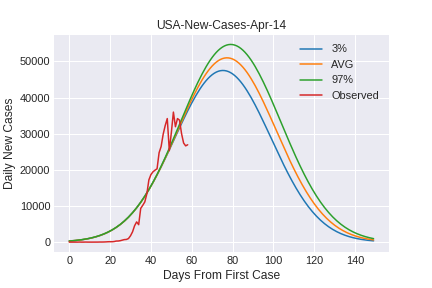 USA-New-Cases-Apr-14
3%
AVG
97%
Observed
Daily New Cases
50000
40000
30000
20000
10000
0
0 20 40 60 80 100 120 140
Days From First Case